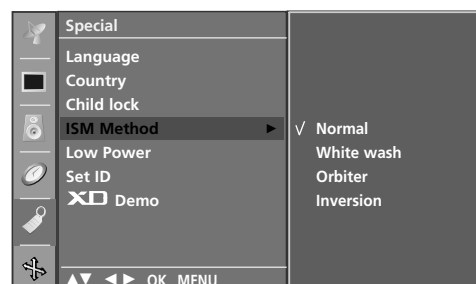 Special
Language
Country
Child lock
ISM Method ►
Low Power
Set ID
XD Demo
√ Normal
White wash
Orbiter
Inversion
▲▼ ◄► OK MENU